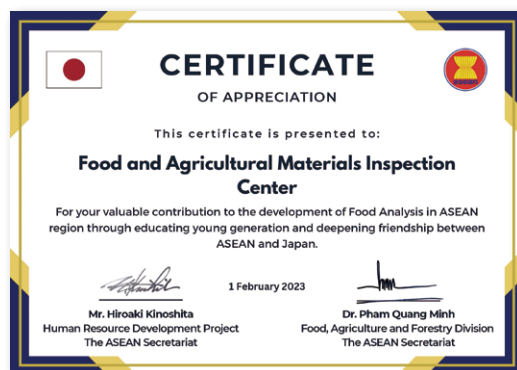 CERTIFICATE
OF APPRECIATION
This certificate is presented to:
Food and Agricultural Materials Inspection
Center
For your valuable contribution to the development of Food Analysis in ASEAN
region through educating young generation and deepening friendship between
ASEAN and Japan.
1 February 2023
Mr. Hiroaki Kinoshita
Human Resource Development Project
The ASEAN Secretariat
Dr. Pham Quang Minh
Food, Agriculture and Forestry Division
The ASEAN Secretariat